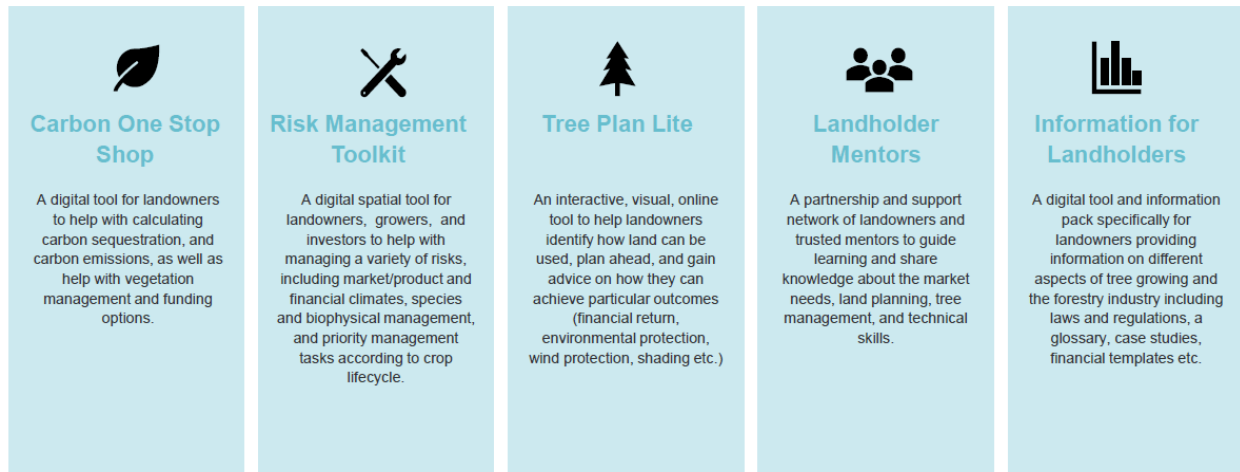 Carbon One Stop
Shop
A digital tool for landowners
to help with calculating
carbon sequestration, and
carbon emissions, as well as
help with vegetation
management and funding
options.
Risk Management
Toolkit
A digital spatial tool for
landowners, growers, and
investors to help with
managing a variety of risks,
including market/product and
financial climates, species
and biophysical management,
and priority management
tasks according to crop
lifecycle.
Tree Plan Lite
An interactive, visual, online
tool to help landowners
identify how land can be
used, plan ahead, and gain
advice on how they can
achieve particular outcomes
(financial return,
environmental protection,
wind protection, shading etc.)
Landholder
Mentors
A partnership and support
network of landowners and
trusted mentors to guide
learning and share
knowledge about the market
needs, land planning, tree
management, and technical
skills.
Information for
Landholders
A digital tool and information
pack specifically for
landowners providing
information on different
aspects of tree growing and
the forestry industry including
laws and regulations, a
glossary, case studies,
financial templates etc.